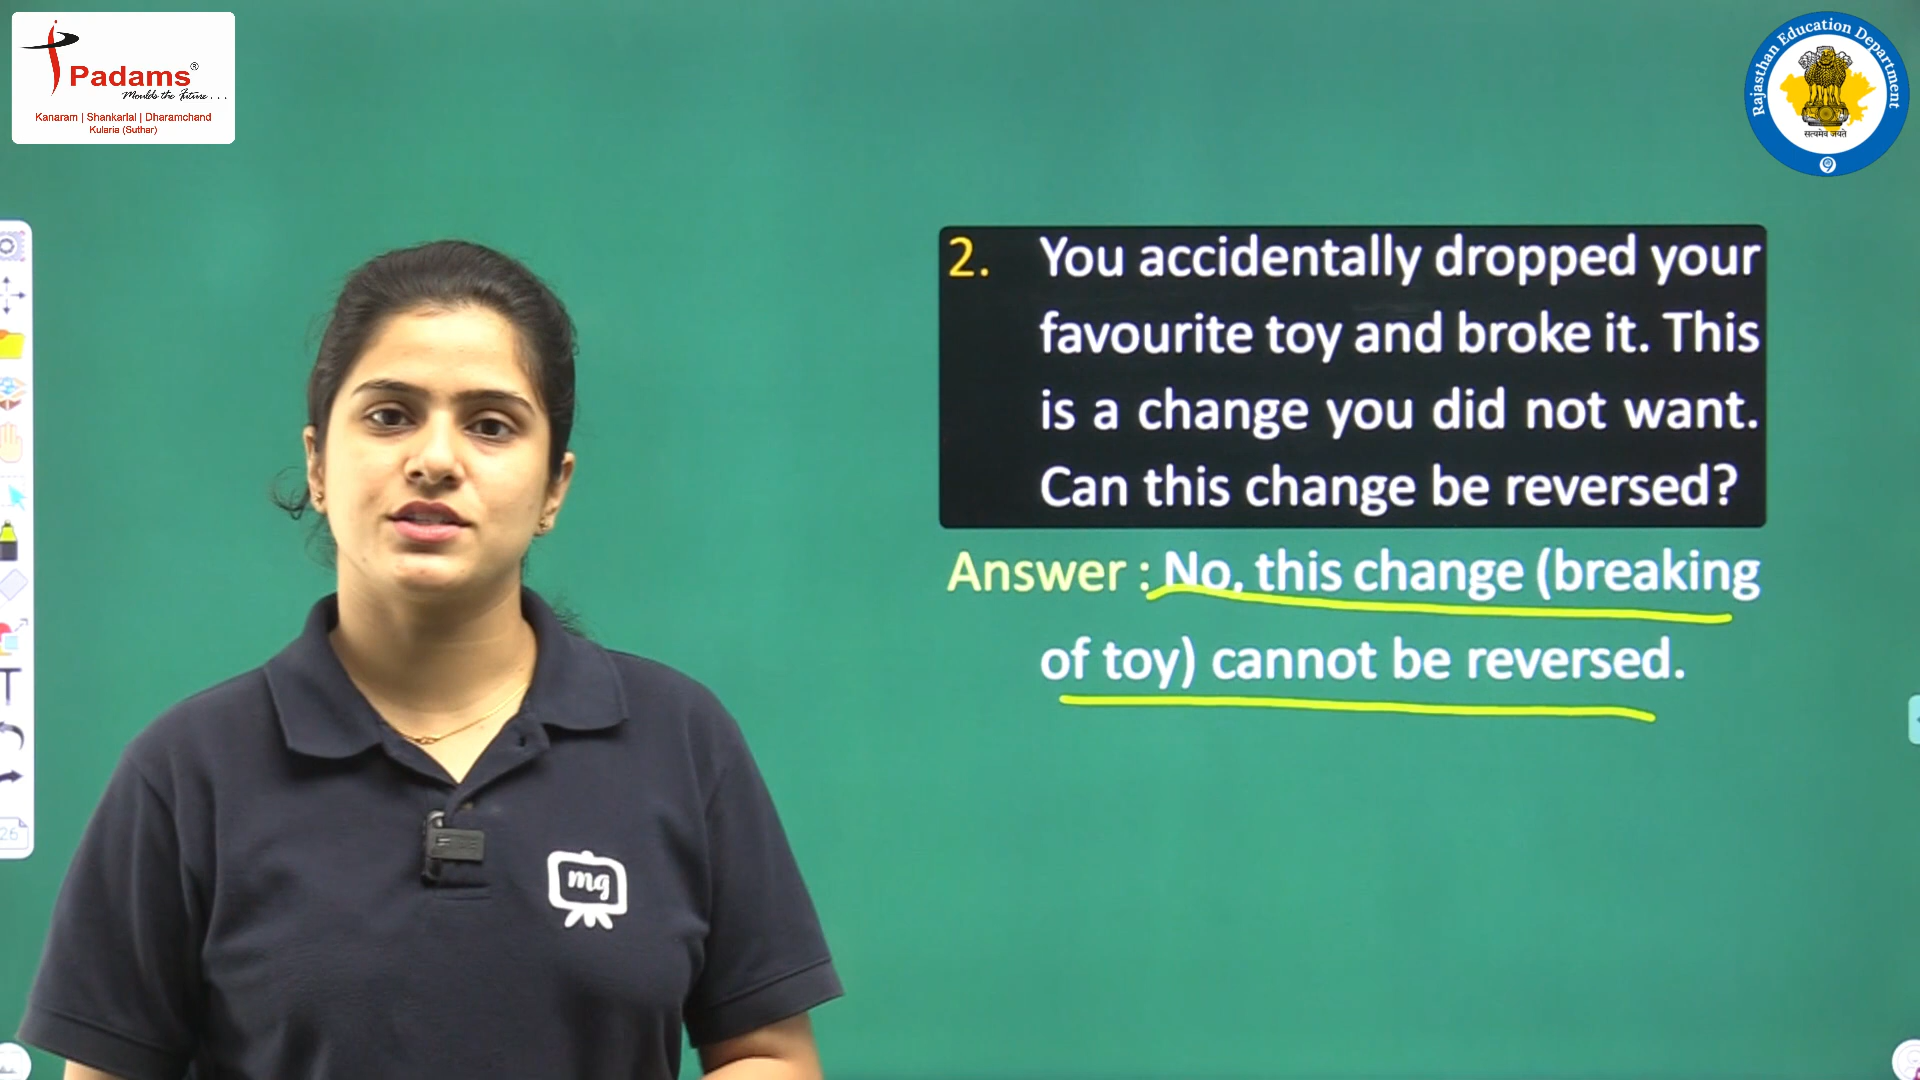 Padams®
Moulds the Future...
Kanaram | Shankarlal | Dharamchand
Kularia (Suthar)
Rajasthan Education Department
सत्यमेव जयते
2. You accidentally dropped your
favourite toy and broke it. This
is a change you did not want.
Can this change be reversed?
Answer : No, this change (breaking
of toy) cannot be reversed.
mg
T
26